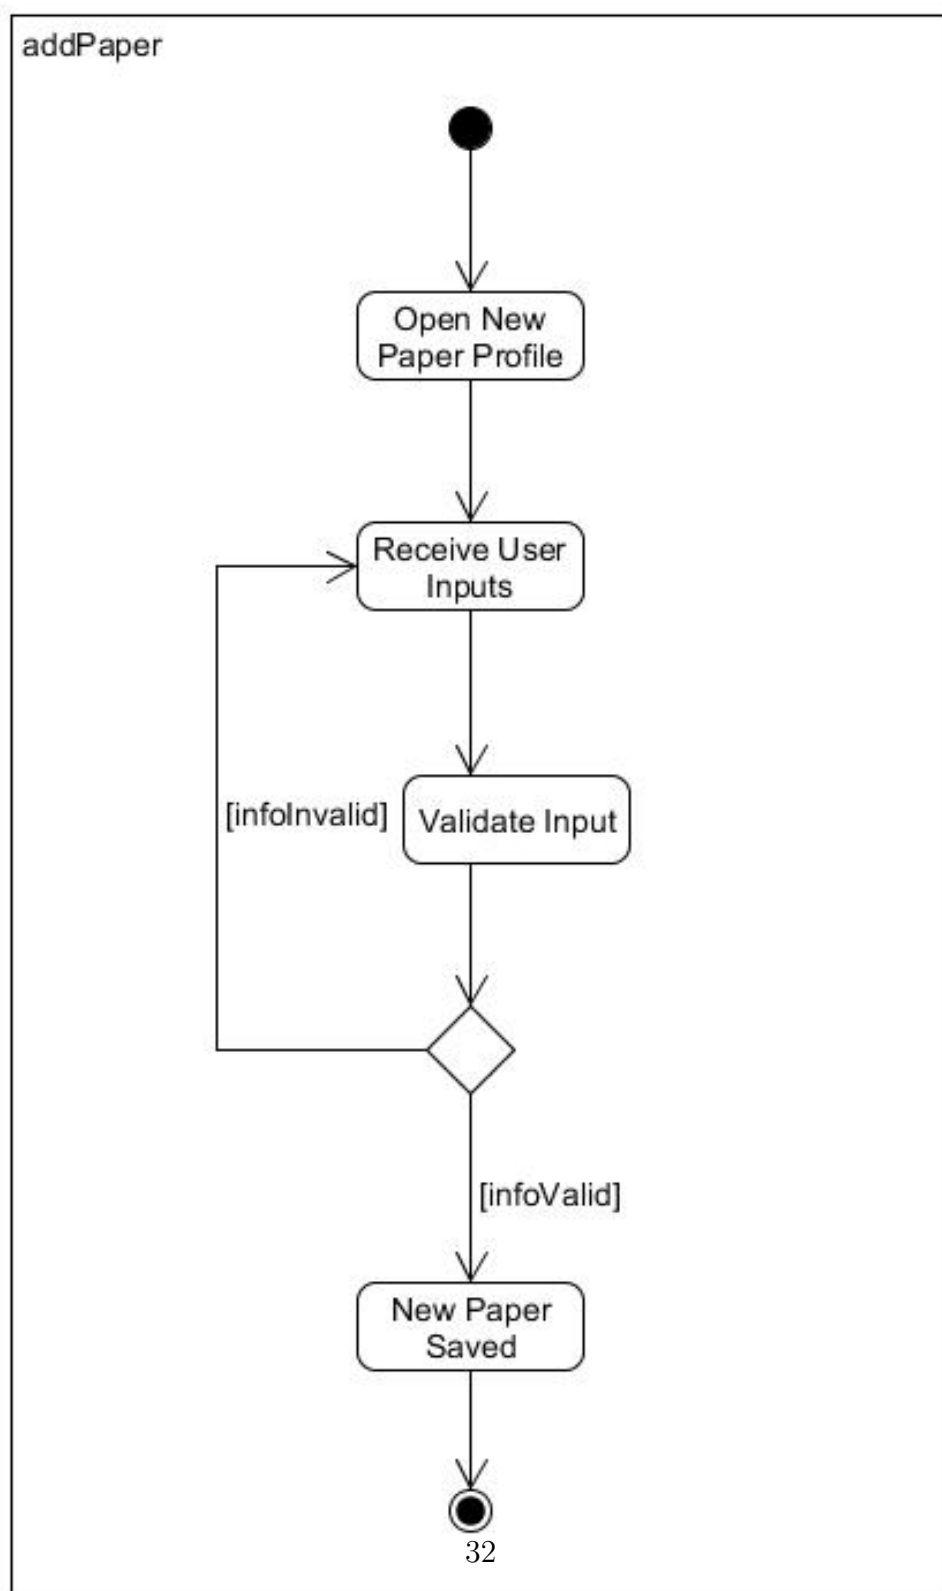 addPaper
Open New
Paper Profile
Receive User
Inputs
[infoInvalid]
Validate Input
[infoValid]
New Paper
Saved
32